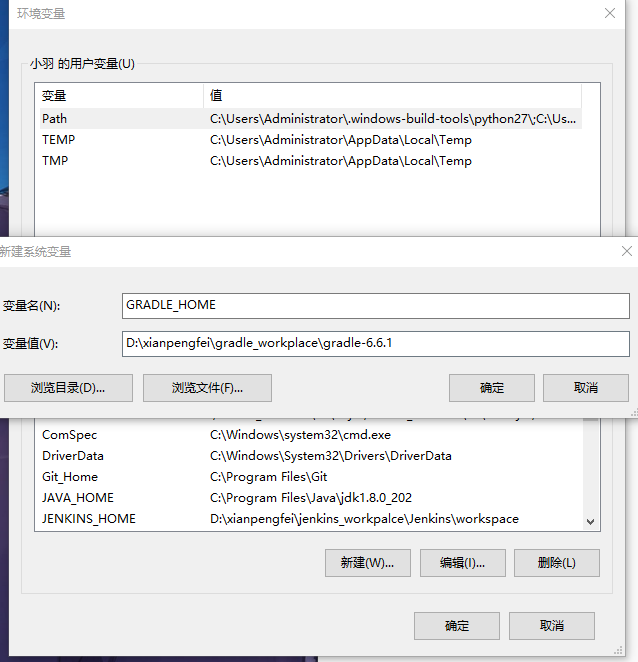 环境变量
小羽 的用户变量(U)
变量 值
Path C:\Users\Administrator\.windows-build-tools\python27\;C:\Us...
TEMP C:\Users\Administrator\AppData\Local\Temp
TMP C:\Users\Administrator\AppData\Local\Temp
新建系统变量
变量名(N): GRADLE_HOME
变量值(V): D:\xianpengfei\gradle_workplace\gradle-6.6.1
浏览目录(D)... 浏览文件(F)... 确定 取消
ComSpec C:\Windows\system32\cmd.exe
DriverData C:\Windows\System32\Drivers\DriverData
Git_Home C:\Program Files\Git
JAVA_HOME C:\Program Files\Java\jdk1.8.0_202
JENKINS_HOME D:\xianpengfei\jenkins_workpalce\Jenkins\workspace
新建(W)... 编辑(I)... 删除(L)
确定 取消